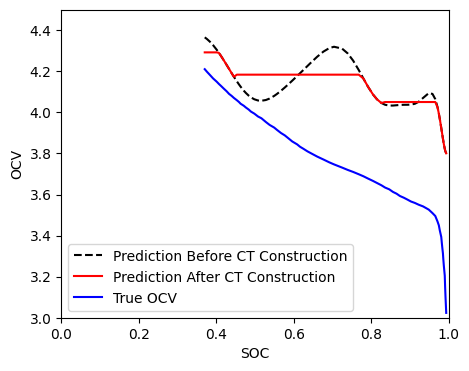 4.4
4.2
4.0
3.8
3.6
3.4
3.2
3.0
OCV
Prediction Before CT Construction
Prediction After CT Construction
True OCV
0.0 0.2 0.4 0.6 0.8 1.0
SOC